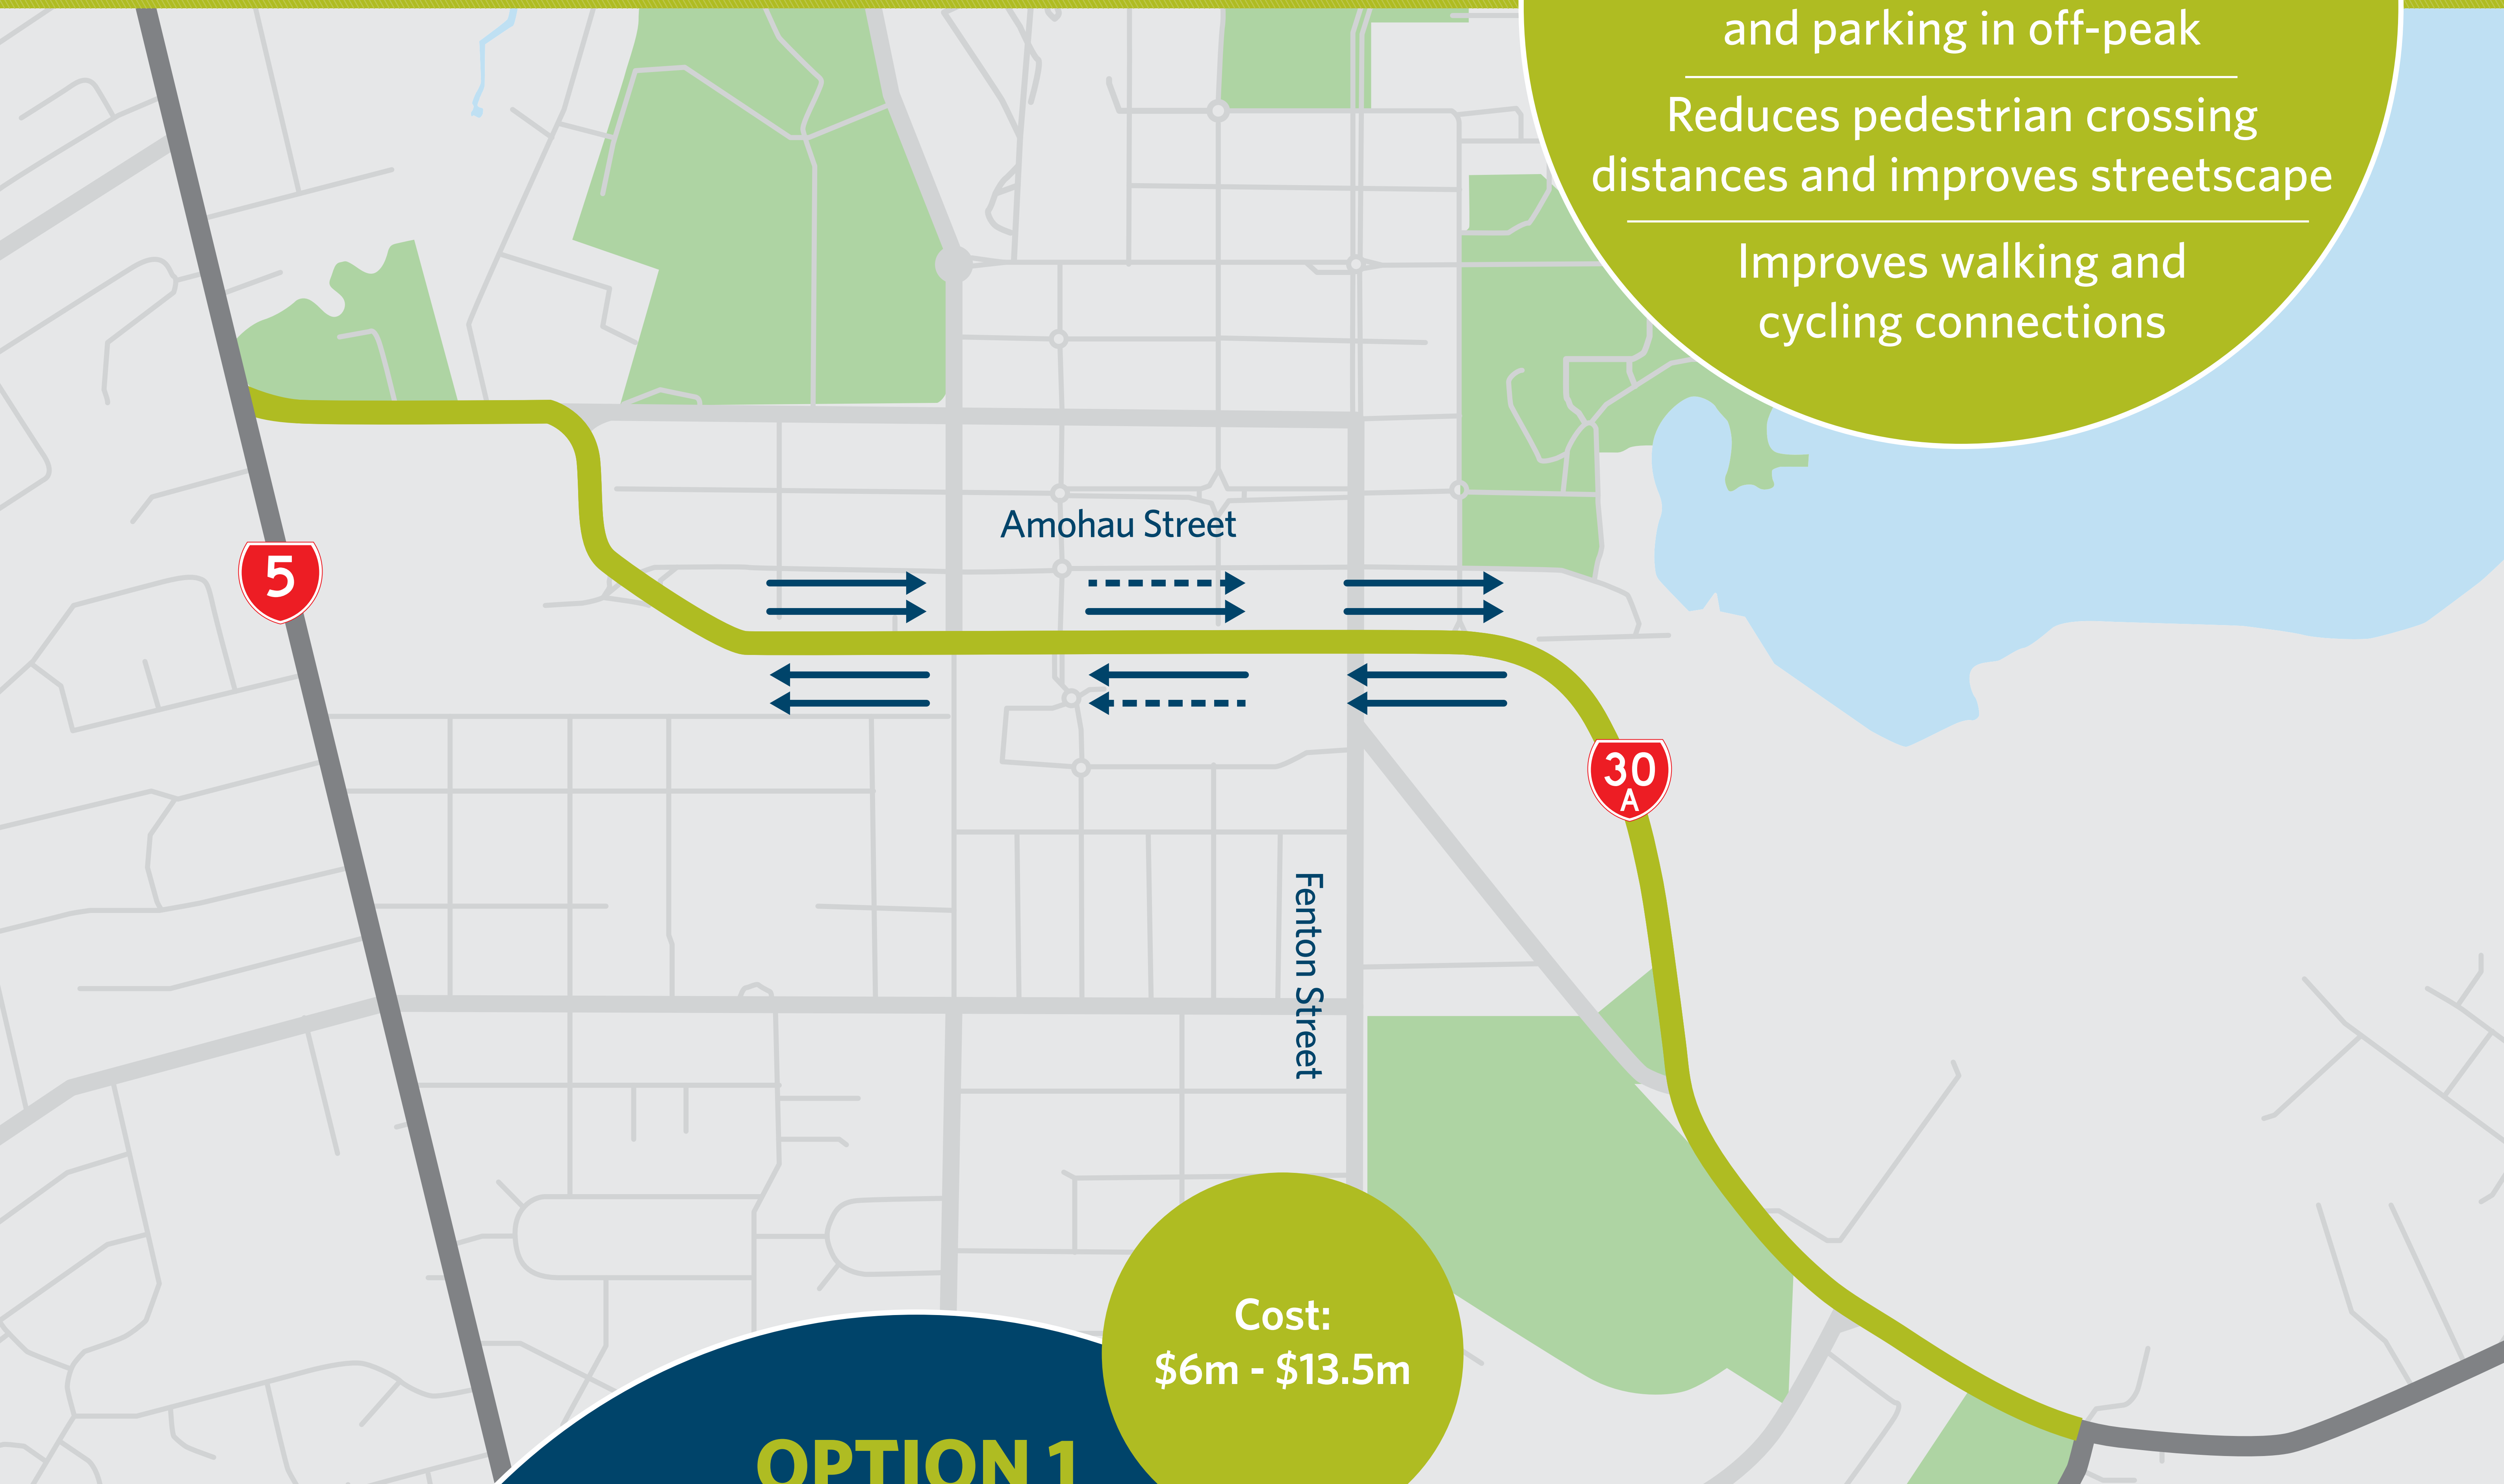 and parking in off-peak
Reduces pedestrian crossing
distances and improves streetscape
Improves walking and
cycling connections
Amohau Street
5
30
A
Fenton Street
Cost:
$6m - $13.5m
OPTION 1